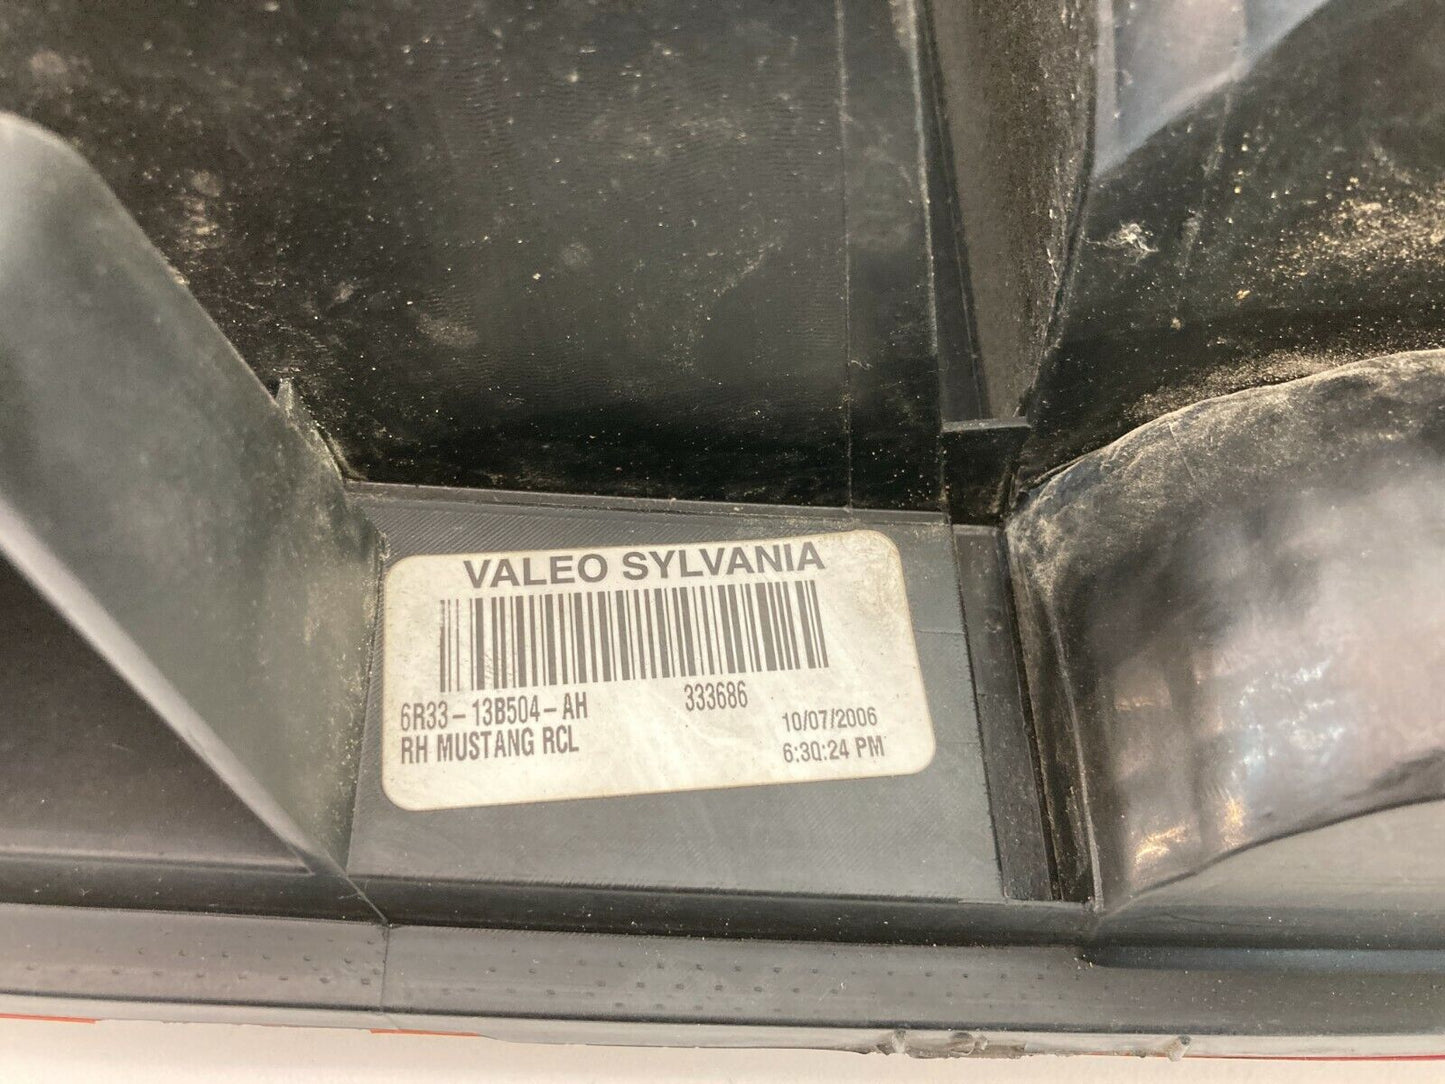 VALEO SYLVANIA
6R33-13B504-AH 333686
RH MUSTANG RCL 10/07/2006
6:30:24 PM